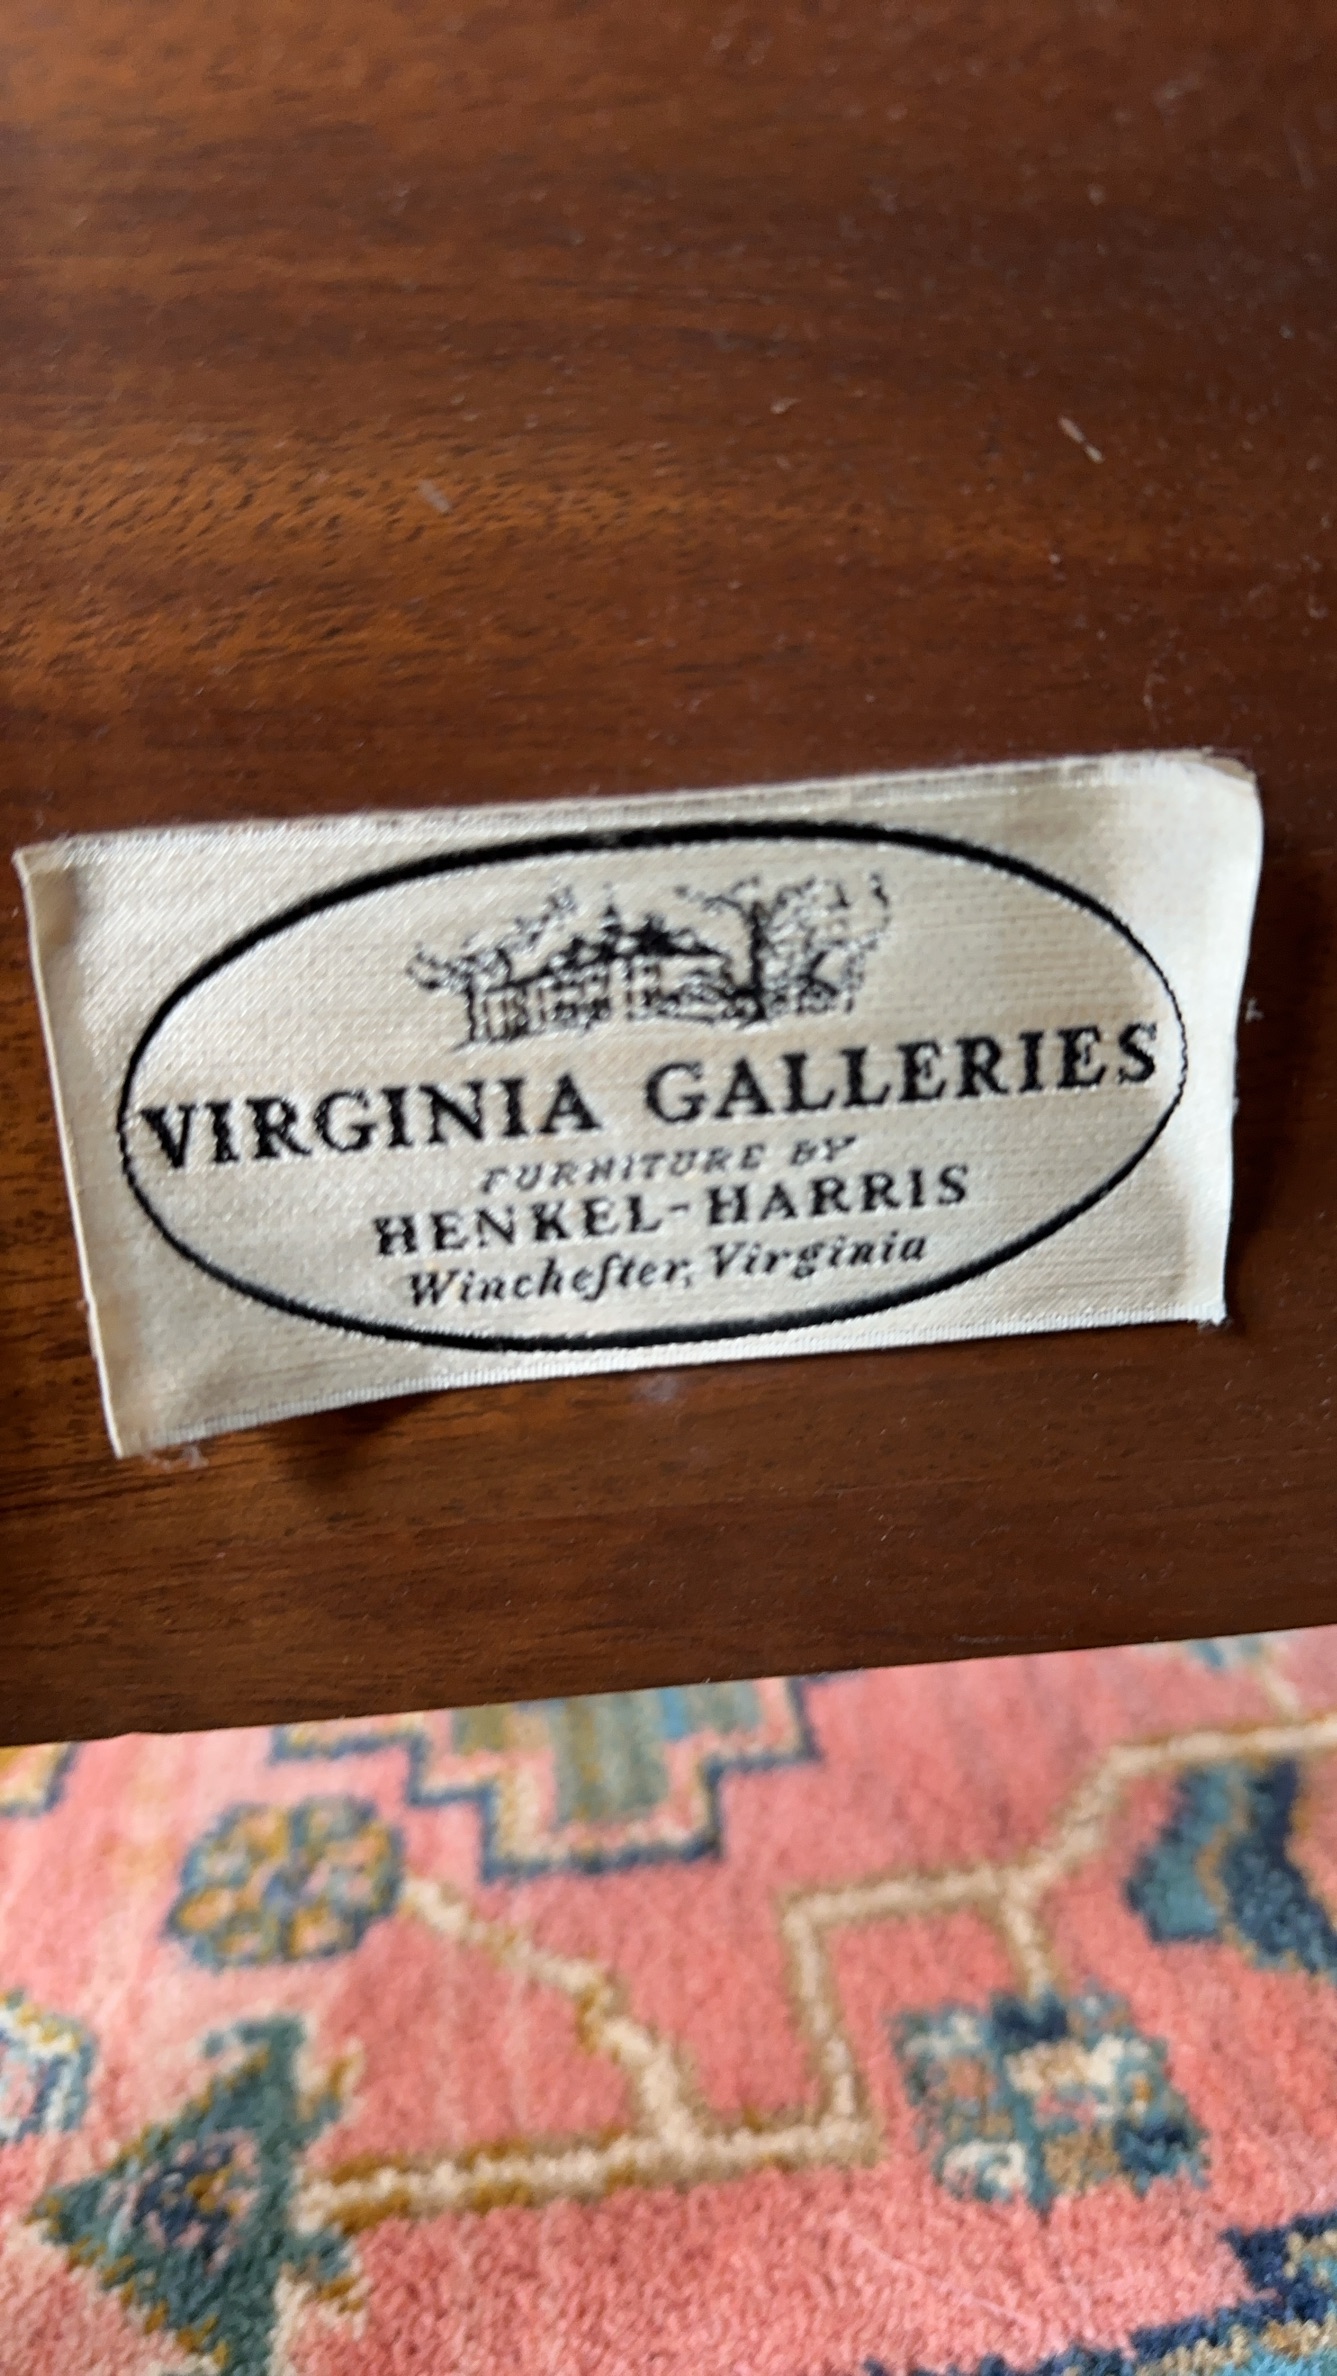 VIRGINIA GALLERIES
FURNITURE BY
HENKEL-HARRIS
Wincheſter, Virginia